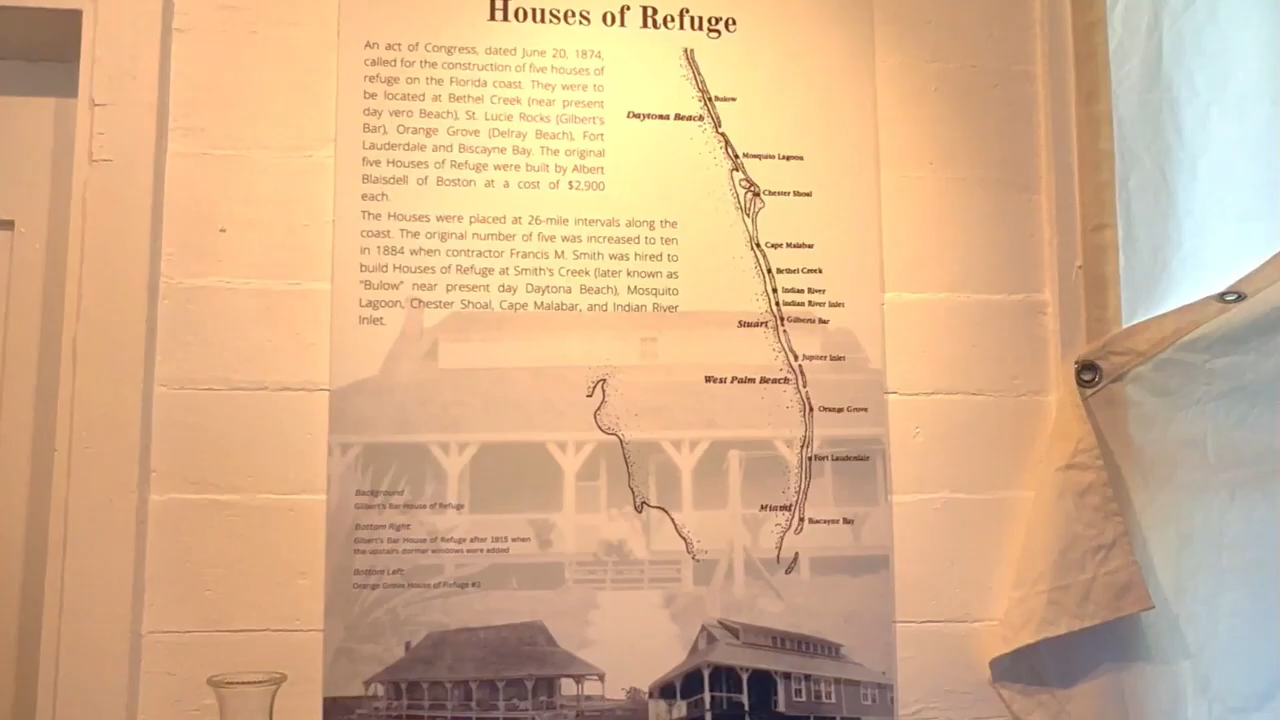 Houses of Refuge
An act of Congress, dated June 20, 1874,
called for the construction of five houses of
refuge on the Florida coast. They were to
be located at Bethel Creek (near present
day vero Beach), St. Lucie Rocks (Gilbert's
Bar), Orange Grove (Delray Beach), Fort
Lauderdale and Biscayne Bay. The original
five Houses of Refuge were built by Albert
Blaisdell of Boston at a cost of $2,900
each.
The Houses were placed at 26-mile intervals along the
coast. The original number of five was increased to ten
in 1884 when contractor Francis M. Smith was hired to
build Houses of Refuge at Smith's Creek (later known as
"Bulow" near present day Daytona Beach), Mosquito
Lagoon, Chester Shoal, Cape Malabar, and Indian River
Inlet.
Bulow
Daytona Beach
Mosquito Lagoon
Chester Shoal
Cape Malabar
Bethel Creek
Indian River
Indian River Inlet
Gilberts Bar
Stuart
Jupiter Inlet
West Palm Beach
Orange Grove
Fort Lauderdale
Miami
Biscayne Bay
Background
Gilbert's Bar House of Refuge
Bottom Right:
Gilbert's Bar House of Refuge after 1915 when
the upstairs dormer windows were added
Bottom Left:
Orange Grove House of Refuge #3